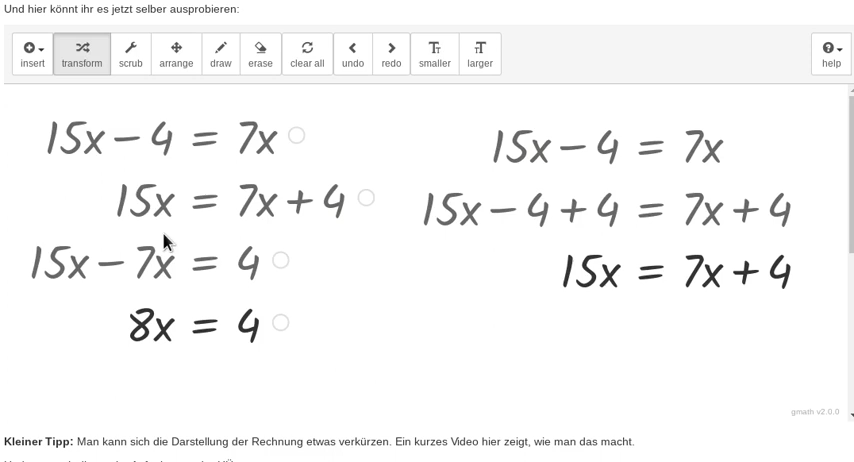 Und hier könnt ihr es jetzt selber ausprobieren:
insert transform scrub arrange draw erase clear all undo redo smaller larger help
15x − 4 = 7x
15x = 7x + 4
15x − 7x = 4
8x = 4
15x − 4 = 7x
15x − 4 + 4 = 7x + 4
15x = 7x + 4
gmath v2.0.0
Kleiner Tipp: Man kann sich die Darstellung der Rechnung etwas verkürzen. Ein kurzes Video hier zeigt, wie man das macht.